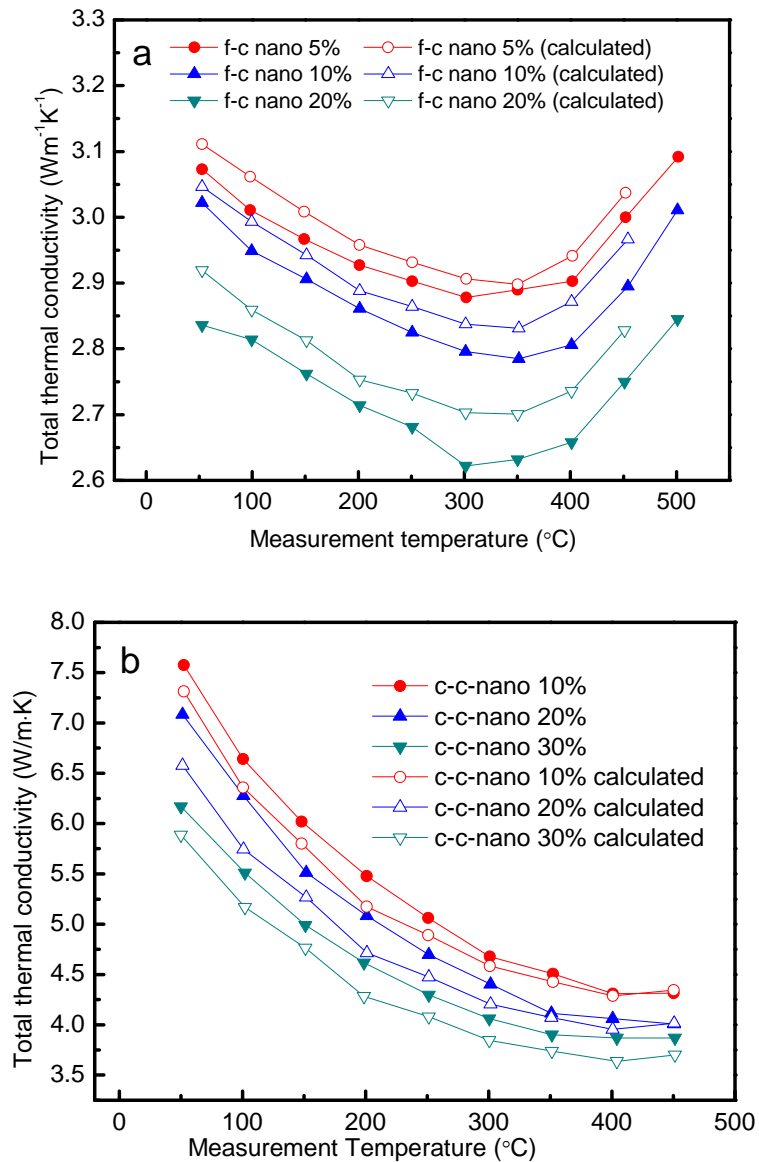 3.3
a
f-c nano 5%
f-c nano 5% (calculated)
f-c nano 10%
f-c nano 10% (calculated)
f-c nano 20%
f-c nano 20% (calculated)
3.2
3.1
3.0
2.9
2.8
2.7
2.6
Total thermal conductivity (Wm⁻¹K⁻¹)
0 100 200 300 400 500
Measurement temperature (°C)
8.0
b
7.5
7.0
6.5
6.0
5.5
5.0
4.5
4.0
3.5
c-c-nano 10%
c-c-nano 20%
c-c-nano 30%
c-c-nano 10% calculated
c-c-nano 20% calculated
c-c-nano 30% calculated
Total thermal conductivity (W/m·K)
0 100 200 300 400 500
Measurement Temperature (°C)